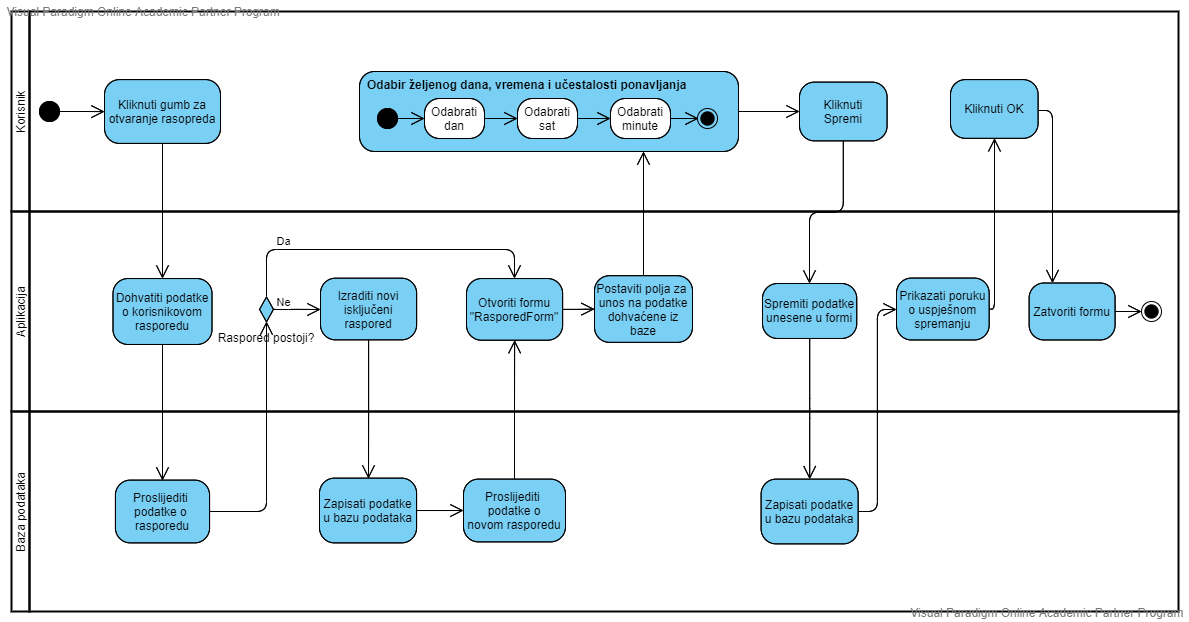 Visual Paradigm Online Academic Partner Program
Korisnik
Kliknuti gumb za
otvaranje rasopreda
Odabir željenog dana, vremena i učestalosti ponavljanja
Odabrati
dan
Odabrati
sat
Odabrati
minute
Kliknuti
Spremi
Kliknuti OK
Aplikacija
Dohvatiti podatke
o korisnikovom
rasporedu
Da
Ne
Raspored postoji?
Izraditi novi
isključeni
raspored
Otvoriti formu
"RasporedForm"
Postaviti polja za
unos na podatke
dohvaćene iz
baze
Spremiti podatke
unesene u formi
Prikazati poruku
o uspješnom
spremanju
Zatvoriti formu
Baza podataka
Proslijediti
podatke o
rasporedu
Zapisati podatke
u bazu podataka
Proslijediti
podatke o
novom rasporedu
Zapisati podatke
u bazu podataka
Visual Paradigm Online Academic Partner Program